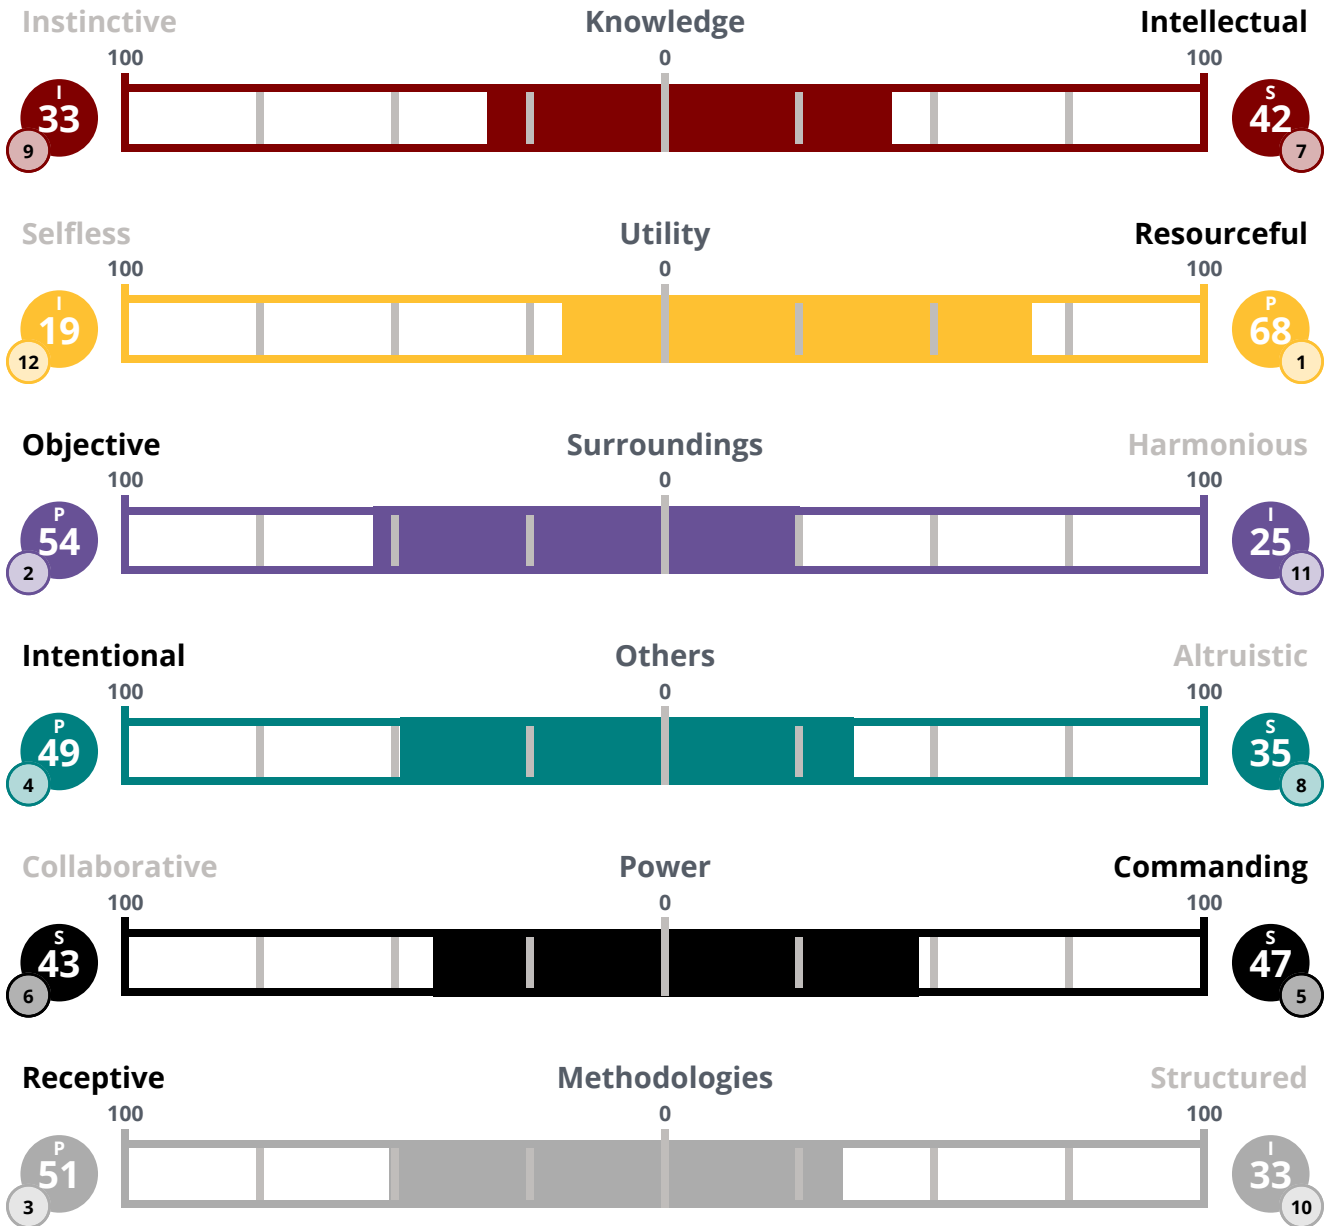 Instinctive Knowledge Intellectual
100 0 100
I 33 9 S 42 7
Selfless Utility Resourceful
100 0 100
I 19 12 P 68 1
Objective Surroundings Harmonious
100 0 100
P 54 2 I 25 11
Intentional Others Altruistic
100 0 100
P 49 4 S 35 8
Collaborative Power Commanding
100 0 100
S 43 6 S 47 5
Receptive Methodologies Structured
100 0 100
P 51 3 I 33 10